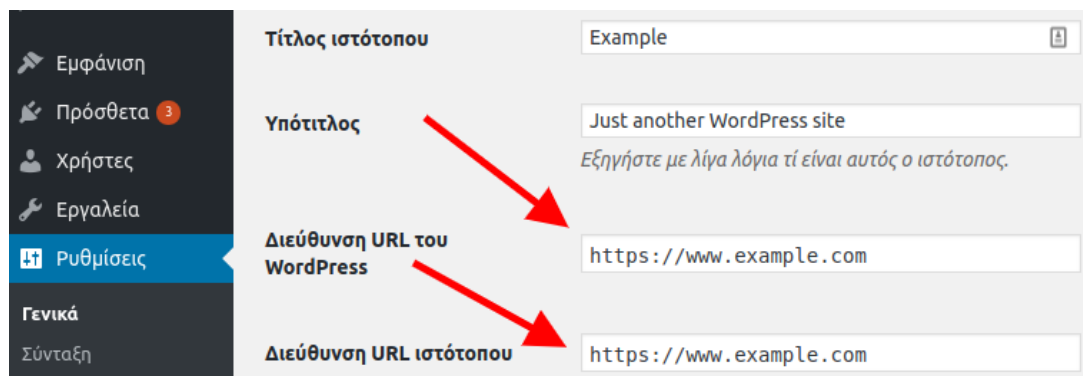 Εμφάνιση
Πρόσθετα 3
Χρήστες
Εργαλεία
Ρυθμίσεις
Γενικά
Σύνταξη
Τίτλος ιστότοπου
Example
Υπότιτλος
Just another WordPress site
Εξηγήστε με λίγα λόγια τί είναι αυτός ο ιστότοπος.
Διεύθυνση URL του
WordPress
https://www.example.com
Διεύθυνση URL ιστότοπου
https://www.example.com